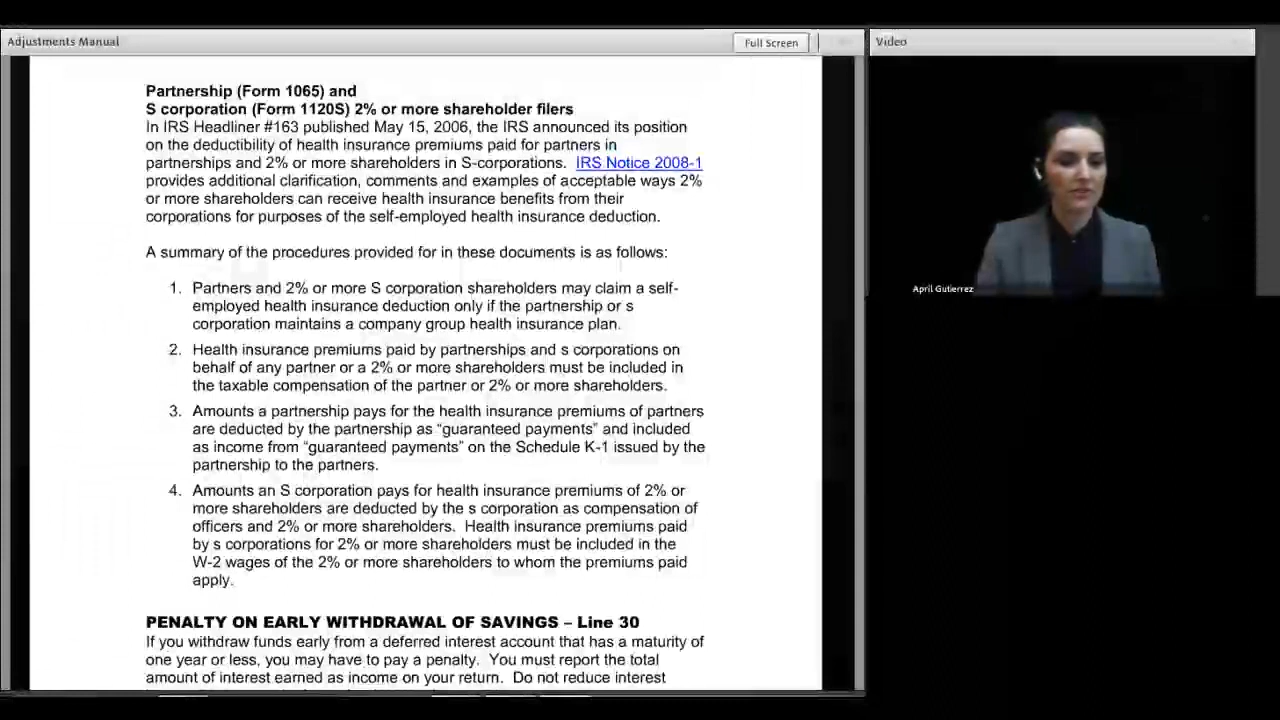 Adjustments Manual
Full Screen
Video
Partnership (Form 1065) and
S corporation (Form 1120S) 2% or more shareholder filers
In IRS Headliner #163 published May 15, 2006, the IRS announced its position
on the deductibility of health insurance premiums paid for partners in
partnerships and 2% or more shareholders in S-corporations. IRS Notice 2008-1
provides additional clarification, comments and examples of acceptable ways 2%
or more shareholders can receive health insurance benefits from their
corporations for purposes of the self-employed health insurance deduction.
A summary of the procedures provided for in these documents is as follows:
1. Partners and 2% or more S corporation shareholders may claim a self-
employed health insurance deduction only if the partnership or s
corporation maintains a company group health insurance plan.
2. Health insurance premiums paid by partnerships and s corporations on
behalf of any partner or a 2% or more shareholders must be included in
the taxable compensation of the partner or 2% or more shareholders.
3. Amounts a partnership pays for the health insurance premiums of partners
are deducted by the partnership as “guaranteed payments” and included
as income from “guaranteed payments” on the Schedule K-1 issued by the
partnership to the partners.
4. Amounts an S corporation pays for health insurance premiums of 2% or
more shareholders are deducted by the s corporation as compensation of
officers and 2% or more shareholders. Health insurance premiums paid
by s corporations for 2% or more shareholders must be included in the
W-2 wages of the 2% or more shareholders to whom the premiums paid
apply.
PENALTY ON EARLY WITHDRAWAL OF SAVINGS – Line 30
If you withdraw funds early from a deferred interest account that has a maturity of
one year or less, you may have to pay a penalty. You must report the total
amount of interest earned as income on your return. Do not reduce interest
April Gutierrez